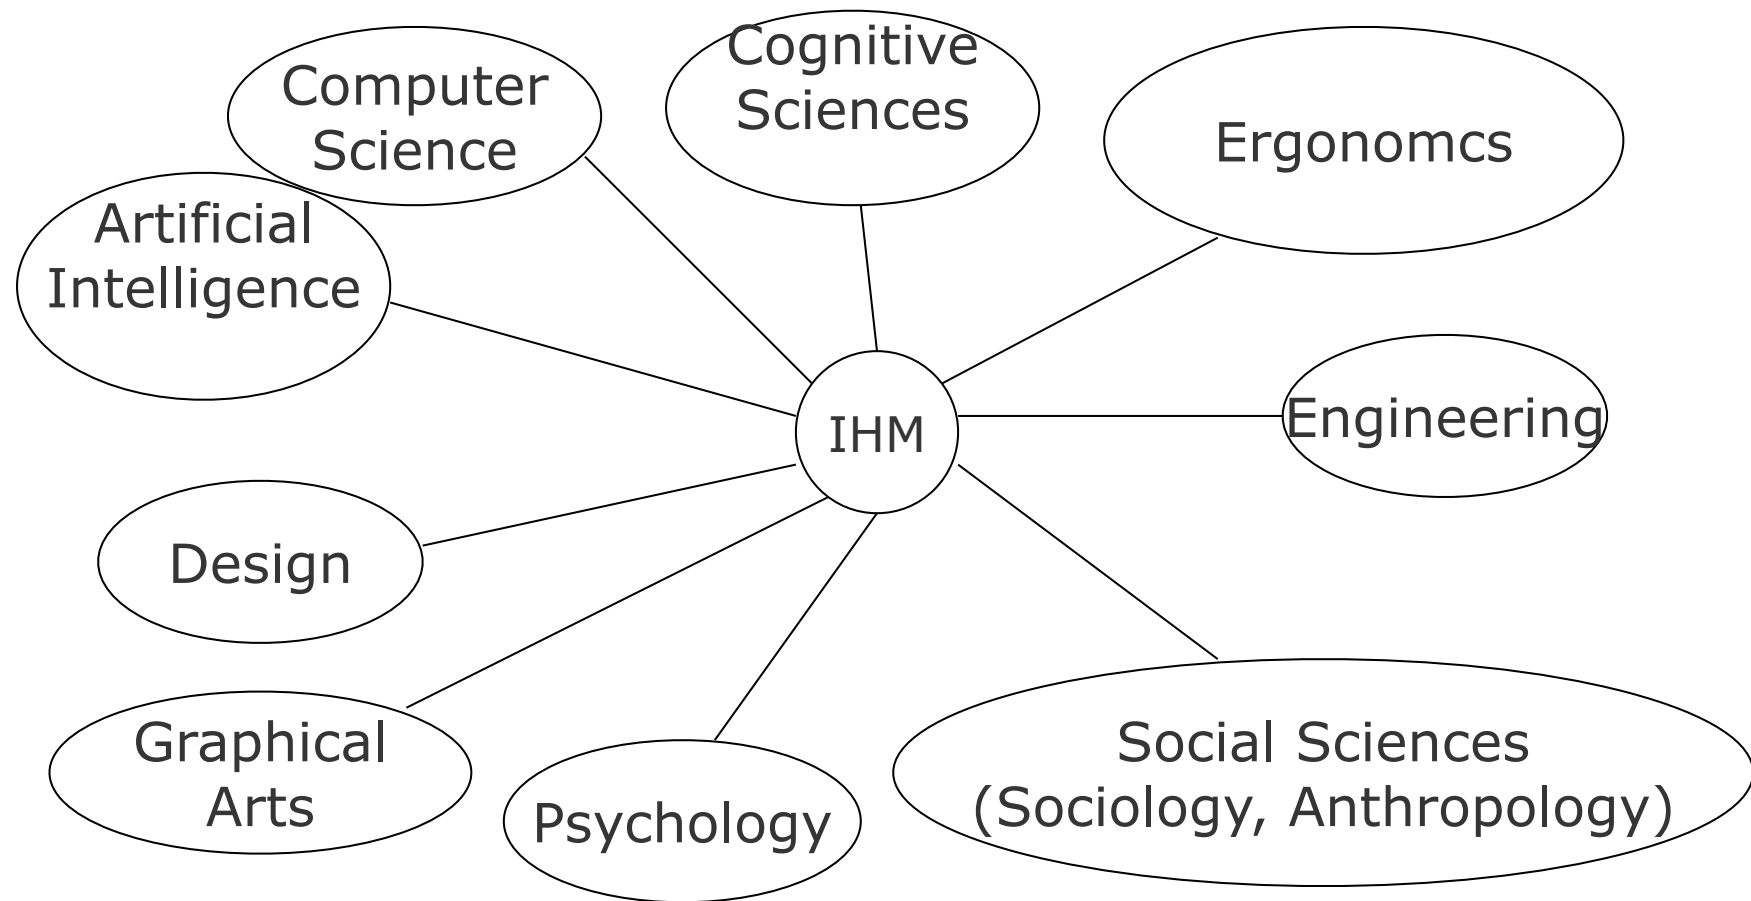 Cognitive
Sciences
Computer
Science
Ergonomcs
Artificial
Intelligence
IHM
Engineering
Design
Graphical
Arts
Psychology
Social Sciences
(Sociology, Anthropology)